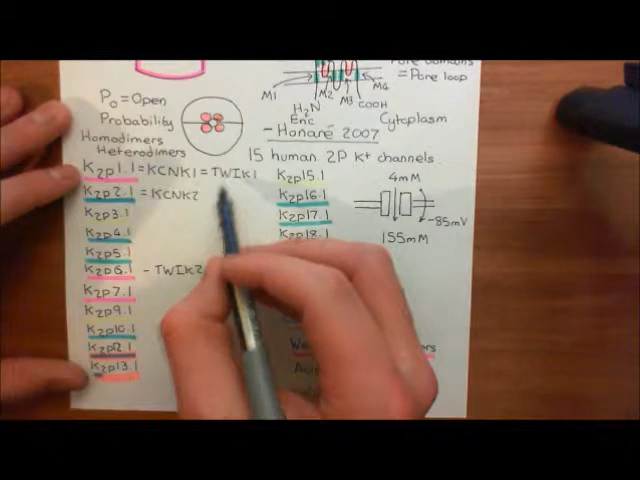 Pore domains
= Pore loop
M1
M2
M3
M4
H2N
COOH
Enc
Cytoplasm
Po = Open
Probability
Homodimers
Heterodimers
- Honoré 2007
15 human 2P K+ channels
K2p1.1 = KCNK1 = TWIK1
K2p2.1 = KCNK2
K2p3.1
K2p4.1
K2p5.1
K2p6.1 - TWIK2
K2p7.1
K2p9.1
K2p10.1
K2p12.1
K2p13.1
K2p15.1
K2p16.1
K2p17.1
K2p18.1
4mM
-85mV
155mM